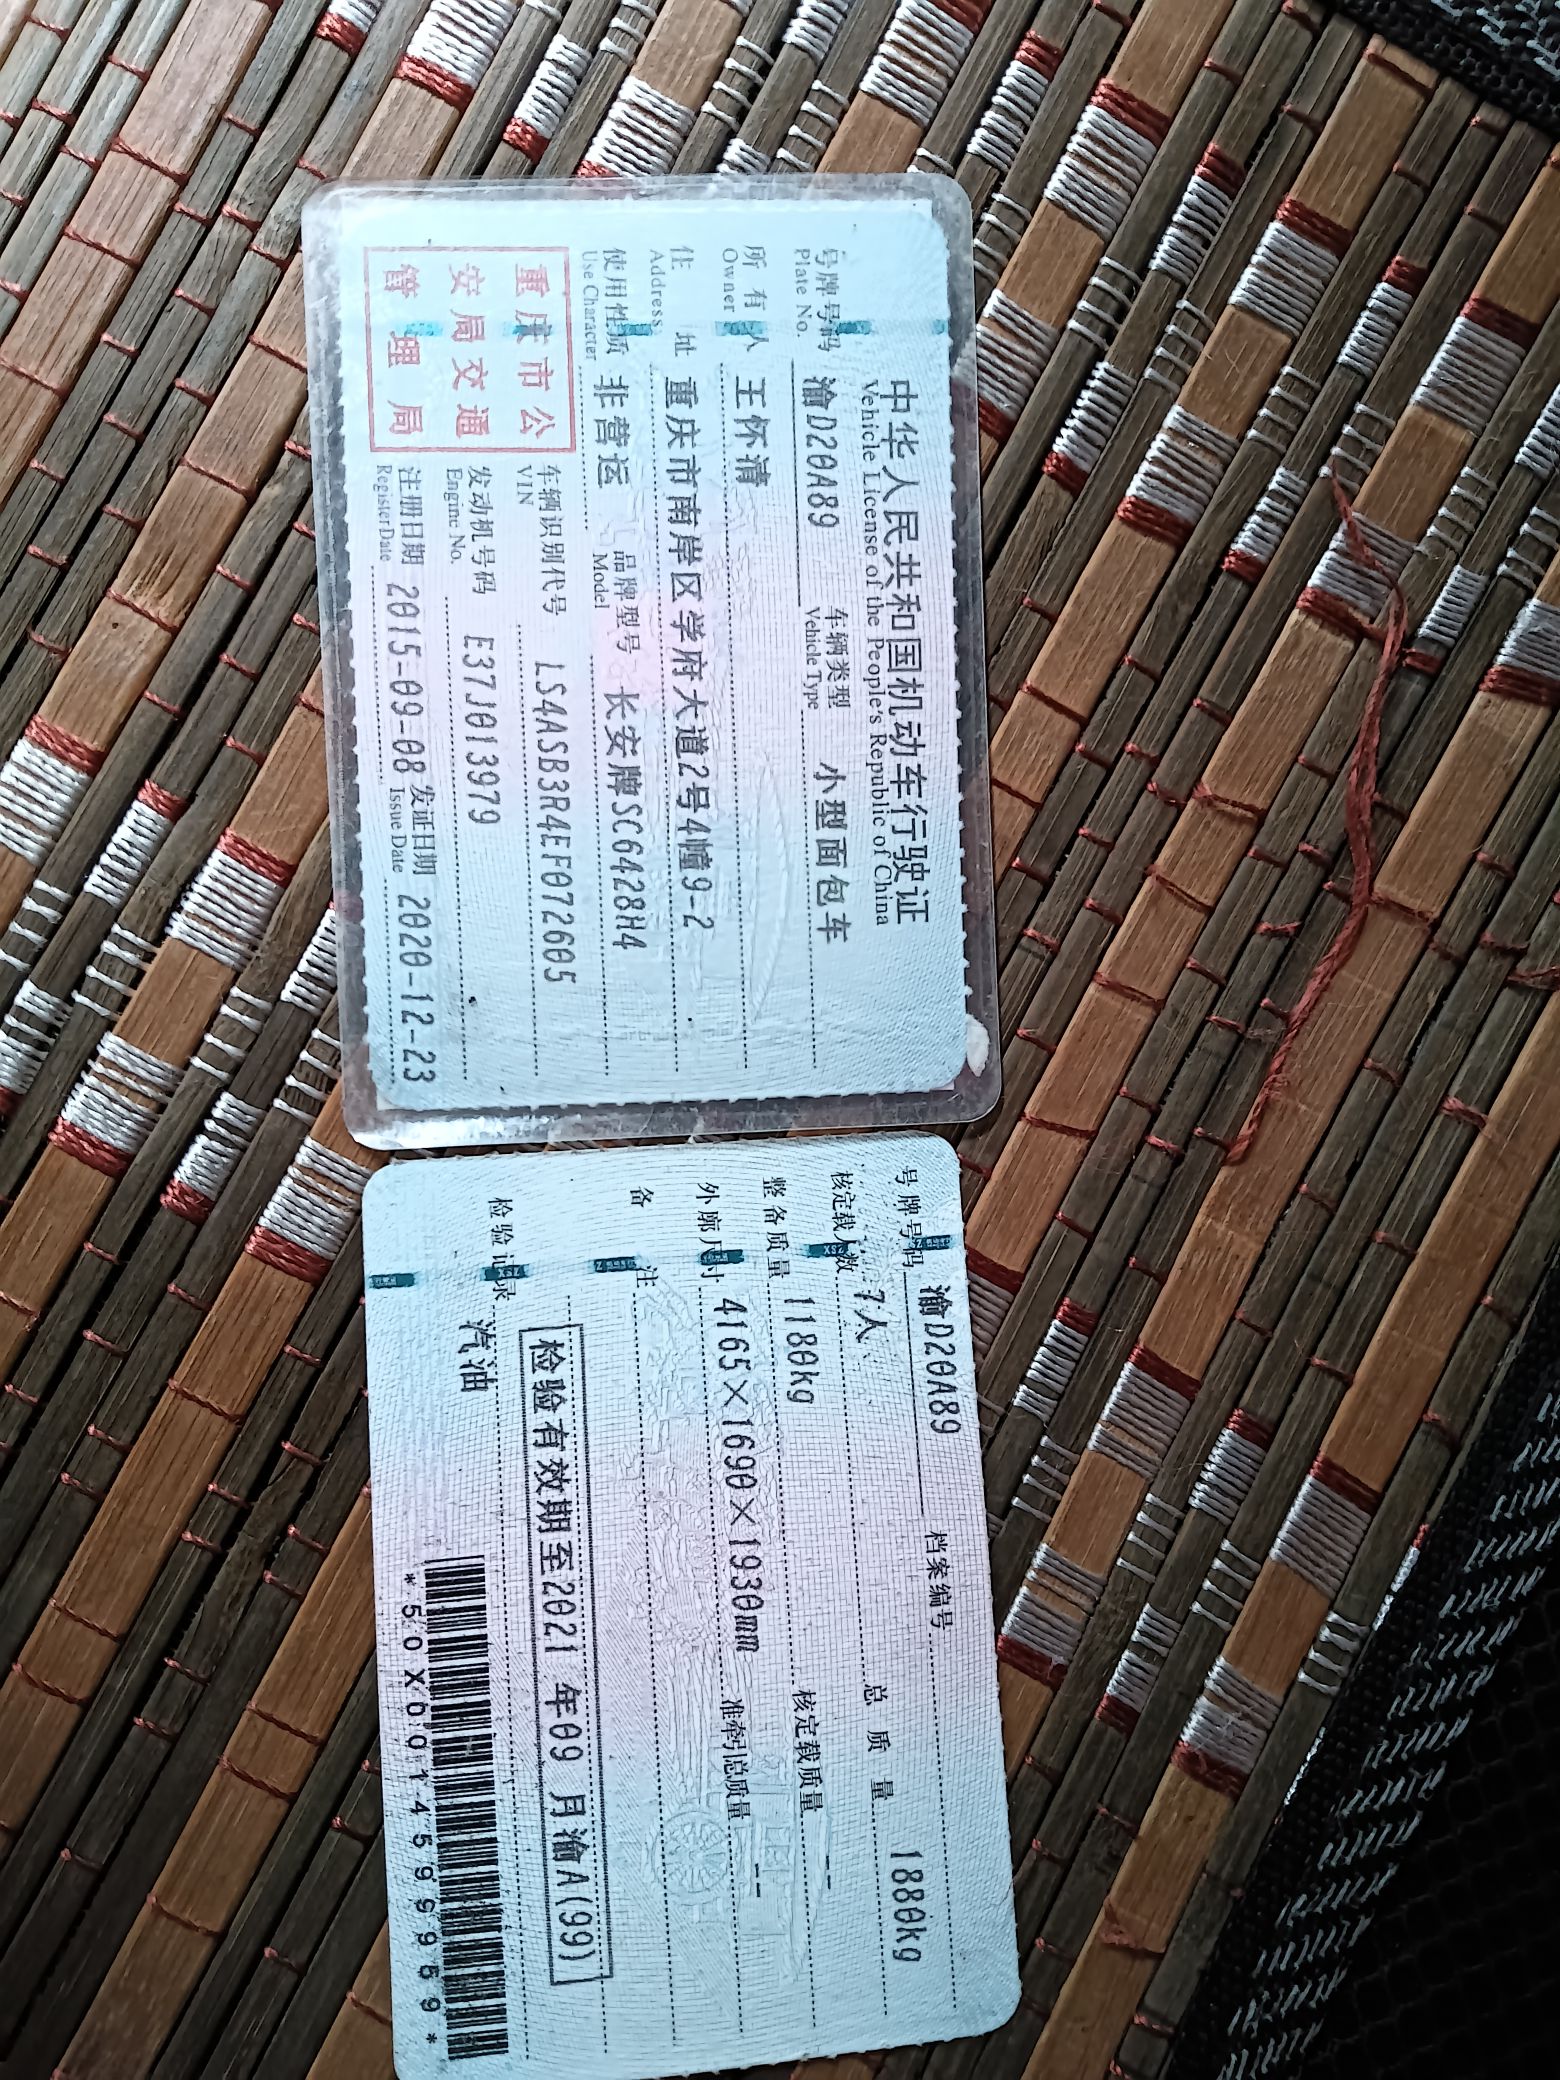 中华人民共和国机动车行驶证
Vehicle License of the People's Republic of China
号牌号码 渝D20A89 车辆类型 小型面包车
Plate No. Vehicle Type
所有人 王怀清
Owner
住址 重庆市南岸区学府大道2号4幢9-2
Address
使用性质 非营运 品牌型号 长安牌SC6428H4
Use Character Model
重庆市公
安局交通
管理局
车辆识别代号 LS4ASB3R4EF072605
VIN
发动机号码 E37J013979
Engine No.
注册日期 2015-09-08 发证日期 2020-12-23
Register Date Issue Date
号牌号码 渝D20A89 档案编号
核定载人数 7人 总质量 1880kg
整备质量 1180kg 核定载质量 --
外廓尺寸 4165×1690×1930mm 准牵引总质量 --
备注
检验有效期至2021年09月渝A(99)
检验记录
汽油
*50X0014599969*